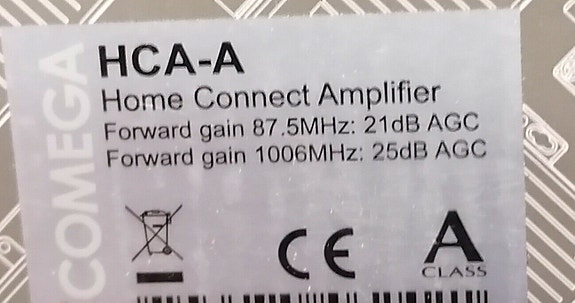 COMEGA
HCA-A
Home Connect Amplifier
Forward gain 87.5MHz: 21dB AGC
Forward gain 1006MHz: 25dB AGC
CE
A
CLASS